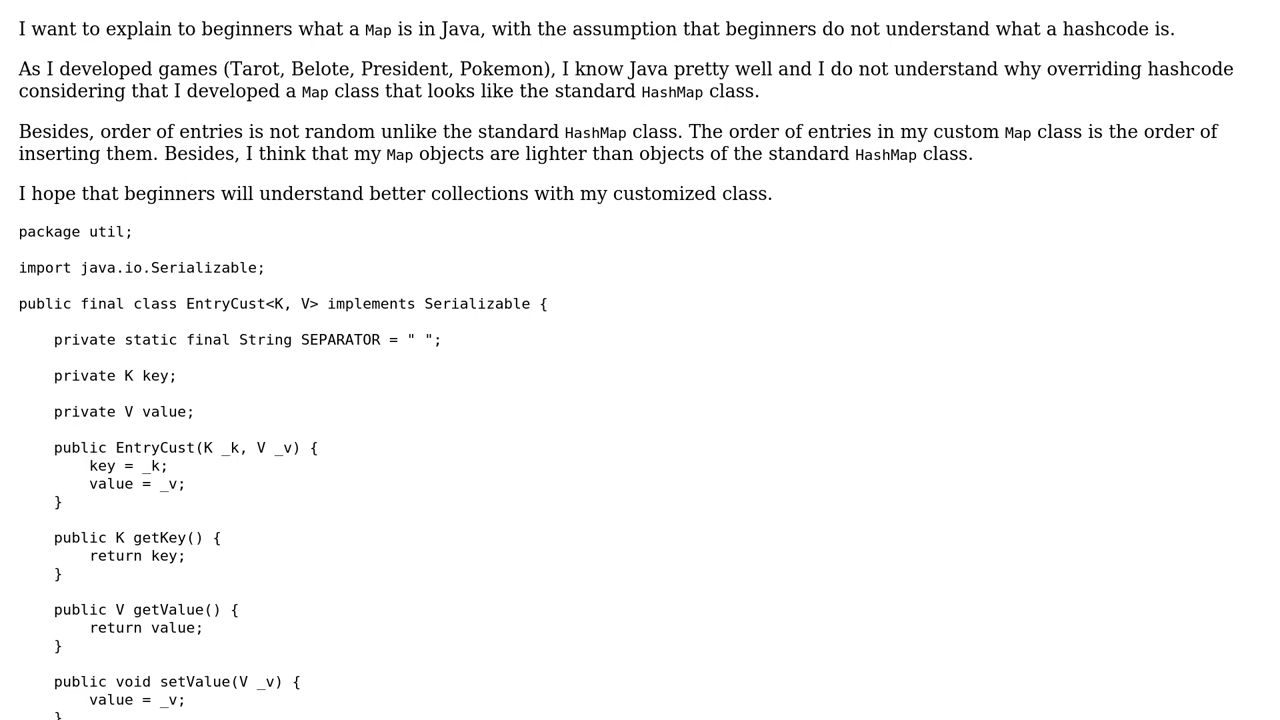 I want to explain to beginners what a Map is in Java, with the assumption that beginners do not understand what a hashcode is.
As I developed games (Tarot, Belote, President, Pokemon), I know Java pretty well and I do not understand why overriding hashcode
considering that I developed a Map class that looks like the standard HashMap class.
Besides, order of entries is not random unlike the standard HashMap class. The order of entries in my custom Map class is the order of
inserting them. Besides, I think that my Map objects are lighter than objects of the standard HashMap class.
I hope that beginners will understand better collections with my customized class.
package util;
import java.io.Serializable;
public final class EntryCust<K, V> implements Serializable {
    private static final String SEPARATOR = " ";
    private K key;
    private V value;
    public EntryCust(K _k, V _v) {
        key = _k;
        value = _v;
    }
    public K getKey() {
        return key;
    }
    public V getValue() {
        return value;
    }
    public void setValue(V _v) {
        value = _v;
    }